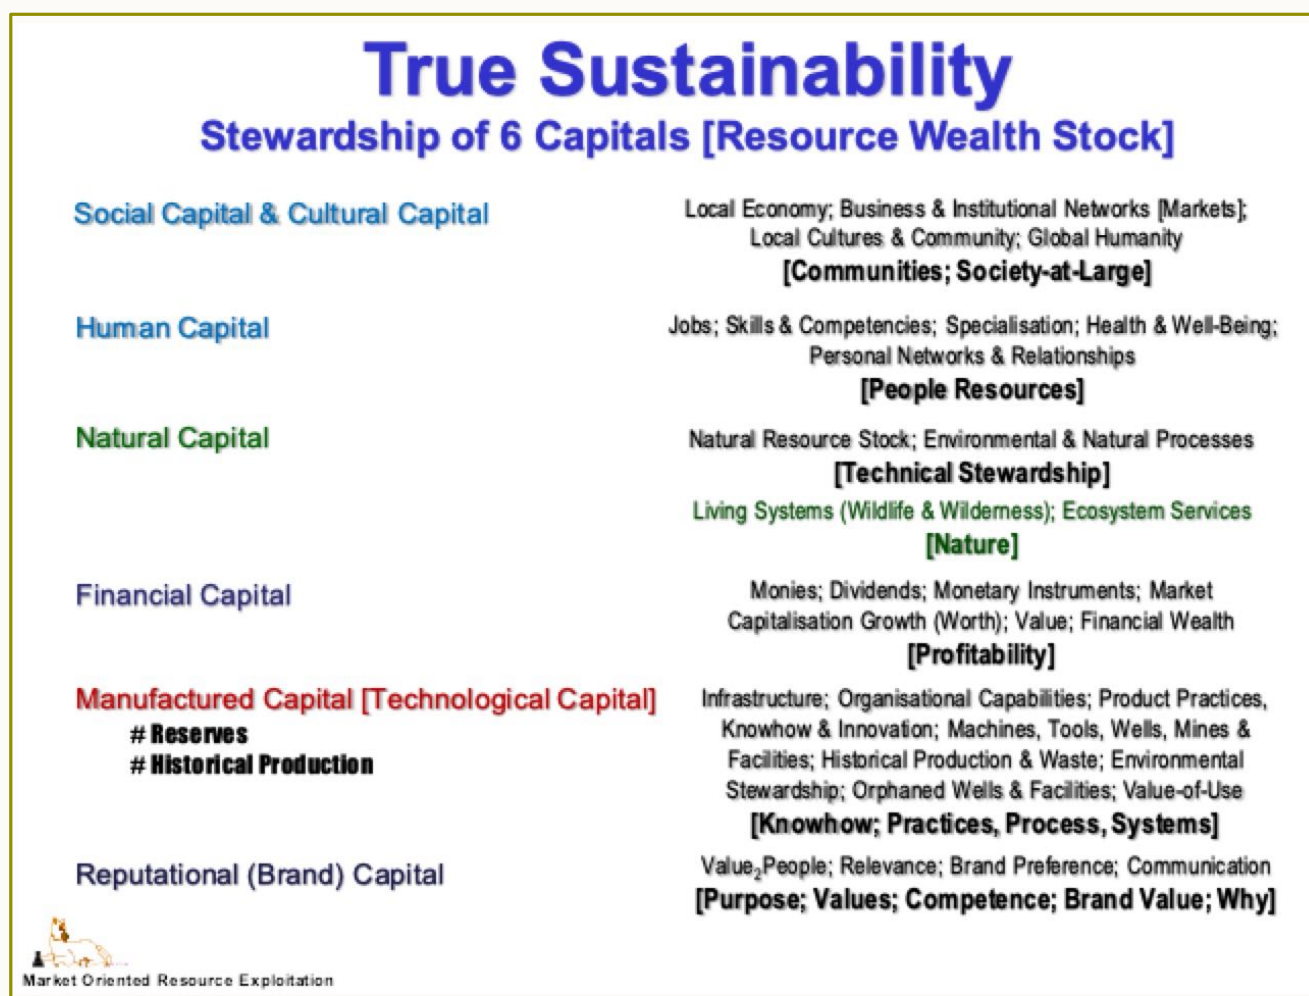 True Sustainability
Stewardship of 6 Capitals [Resource Wealth Stock]
Social Capital & Cultural Capital
Local Economy; Business & Institutional Networks [Markets];
Local Cultures & Community; Global Humanity
[Communities; Society-at-Large]
Human Capital
Jobs; Skills & Competencies; Specialisation; Health & Well-Being;
Personal Networks & Relationships
[People Resources]
Natural Capital
Natural Resource Stock; Environmental & Natural Processes
[Technical Stewardship]
Living Systems (Wildlife & Wilderness); Ecosystem Services
[Nature]
Financial Capital
Monies; Dividends; Monetary Instruments; Market
Capitalisation Growth (Worth); Value; Financial Wealth
[Profitability]
Manufactured Capital [Technological Capital]
# Reserves
# Historical Production
Infrastructure; Organisational Capabilities; Product Practices,
Knowhow & Innovation; Machines, Tools, Wells, Mines &
Facilities; Historical Production & Waste; Environmental
Stewardship; Orphaned Wells & Facilities; Value-of-Use
[Knowhow; Practices, Process, Systems]
Reputational (Brand) Capital
Value₂People; Relevance; Brand Preference; Communication
[Purpose; Values; Competence; Brand Value; Why]
Market Oriented Resource Exploitation